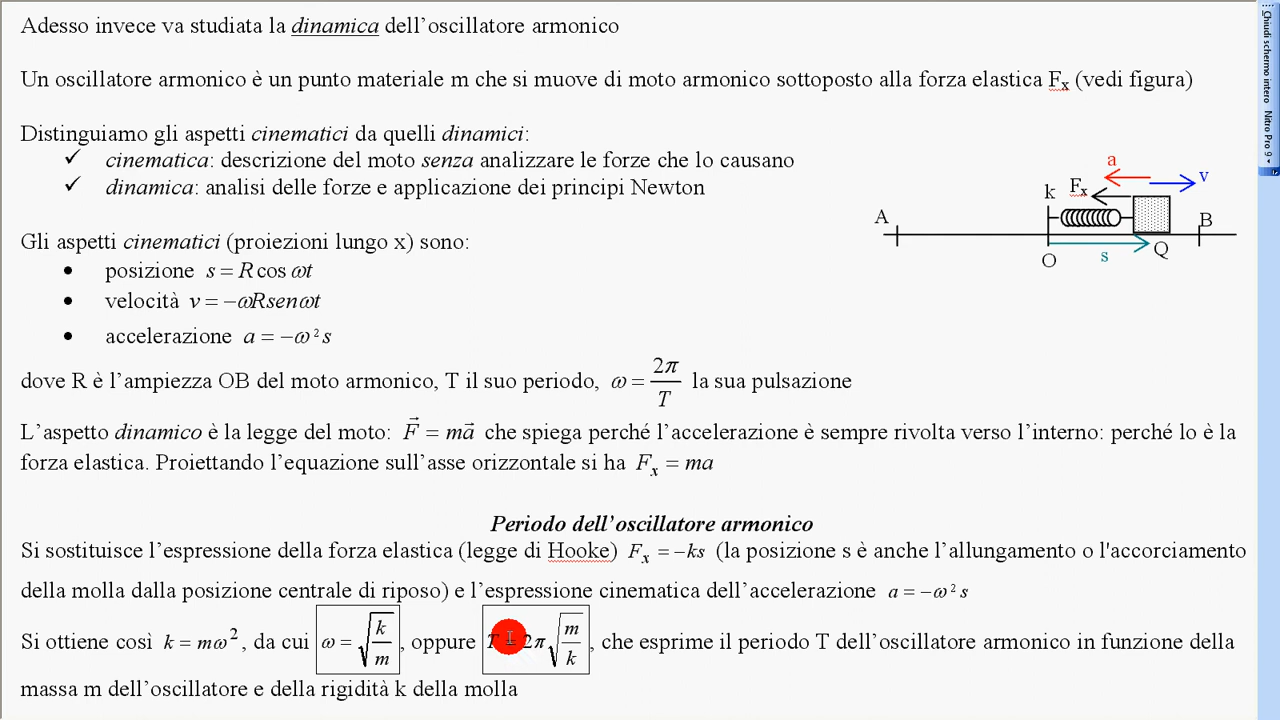 Adesso invece va studiata la dinamica dell'oscillatore armonico
Un oscillatore armonico è un punto materiale m che si muove di moto armonico sottoposto alla forza elastica Fₓ (vedi figura)
Distinguiamo gli aspetti cinematici da quelli dinamici:
✓ cinematica: descrizione del moto senza analizzare le forze che lo causano
✓ dinamica: analisi delle forze e applicazione dei principi Newton
a
v
k Fₓ
A
B
O
s
Q
Gli aspetti cinematici (proiezioni lungo x) sono:
• posizione s = R cos ωt
• velocità v = −ωRsenωt
• accelerazione a = −ω² s
dove R è l'ampiezza OB del moto armonico, T il suo periodo, ω = 2π/T la sua pulsazione
L'aspetto dinamico è la legge del moto: F⃗ = ma⃗ che spiega perché l'accelerazione è sempre rivolta verso l'interno: perché lo è la
forza elastica. Proiettando l'equazione sull'asse orizzontale si ha Fₓ = ma
Periodo dell'oscillatore armonico
Si sostituisce l'espressione della forza elastica (legge di Hooke) Fₓ = −ks (la posizione s è anche l'allungamento o l'accorciamento
della molla dalla posizione centrale di riposo) e l'espressione cinematica dell'accelerazione a = −ω² s
Si ottiene così k = mω², da cui ω = √(k/m), oppure T = 2π√(m/k), che esprime il periodo T dell'oscillatore armonico in funzione della
massa m dell'oscillatore e della rigidità k della molla
Chiudi schermo intero Nitro Pro 9